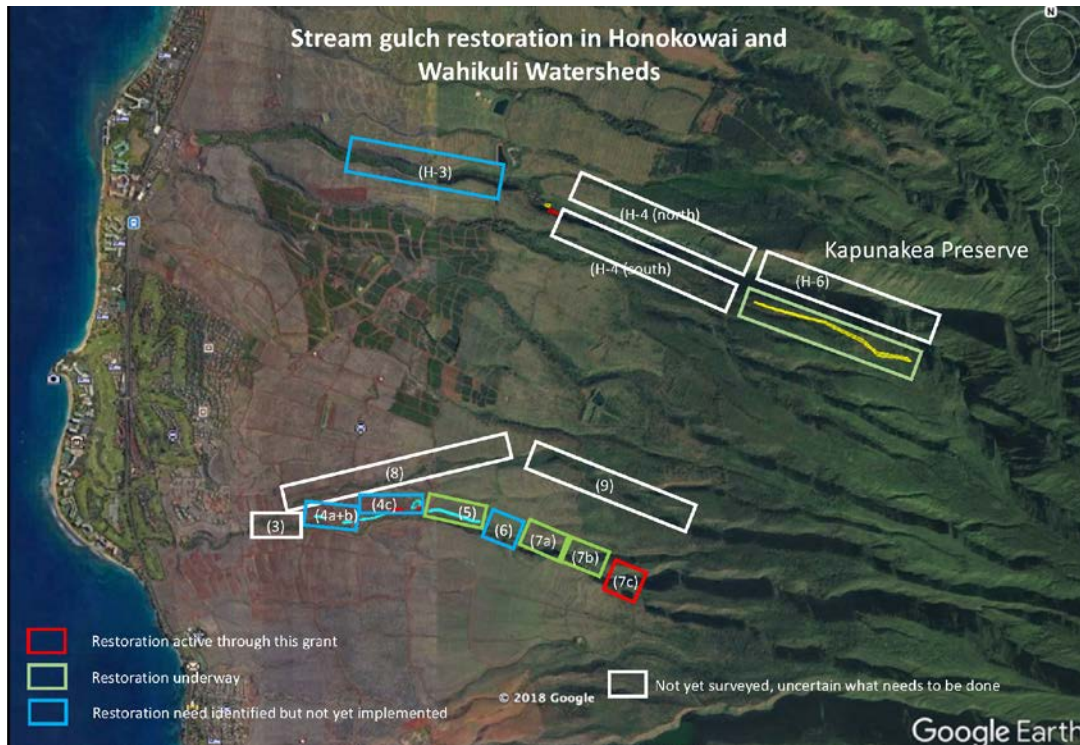 Stream gulch restoration in Honokowai and
Wahikuli Watersheds
N
(H-3)
(H-4 (north)
(H-4 (south)
Kapunakea Preserve
(H-6)
(8)
(9)
(3)
(4a+b)
(4c)
(5)
(6)
(7a)
(7b)
(7c)
Restoration active through this grant
Restoration underway
Restoration need identified but not yet implemented
Not yet surveyed, uncertain what needs to be done
© 2018 Google
Google Earth